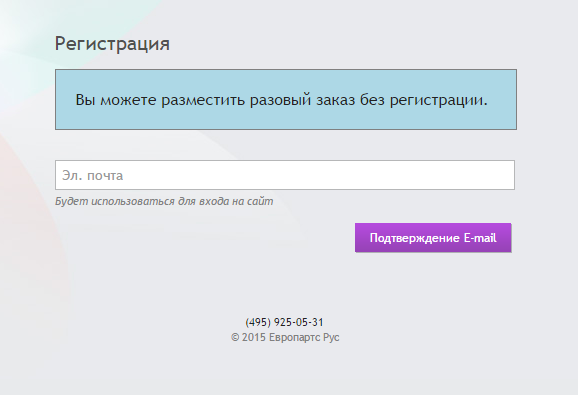 Регистрация
Вы можете разместить разовый заказ без регистрации.
Эл. почта
Будет использоваться для входа на сайт
Подтверждение E-mail
(495) 925-05-31
© 2015 Европартс Рус